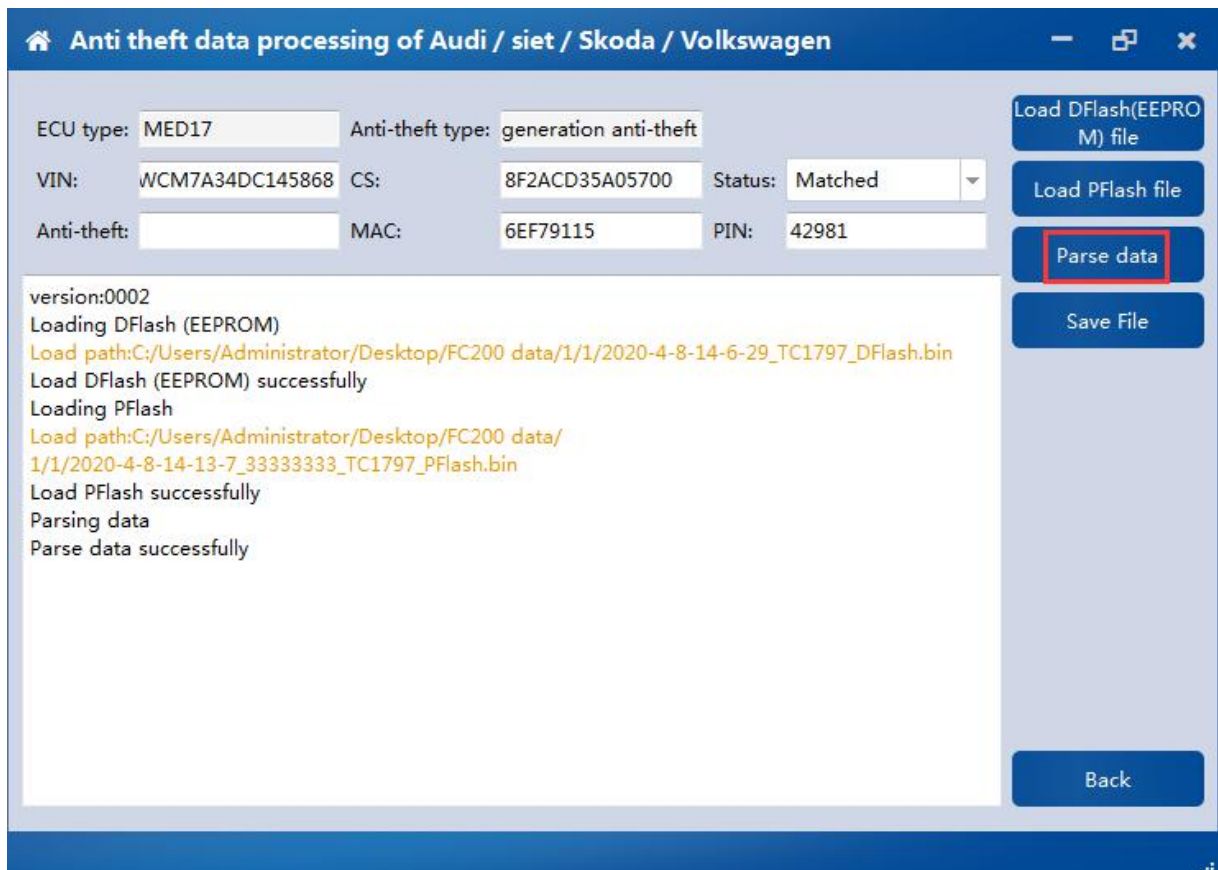 Anti theft data processing of Audi / siet / Skoda / Volkswagen
ECU type: MED17 Anti-theft type: generation anti-theft
Load DFlash(EEPRO
M) file
VIN: WCM7A34DC145868 CS: 8F2ACD35A05700 Status: Matched
Load PFlash file
Anti-theft: MAC: 6EF79115 PIN: 42981
Parse data
Save File
version:0002
Loading DFlash (EEPROM)
Load path:C:/Users/Administrator/Desktop/FC200 data/1/1/2020-4-8-14-6-29_TC1797_DFlash.bin
Load DFlash (EEPROM) successfully
Loading PFlash
Load path:C:/Users/Administrator/Desktop/FC200 data/
1/1/2020-4-8-14-13-7_33333333_TC1797_PFlash.bin
Load PFlash successfully
Parsing data
Parse data successfully
Back